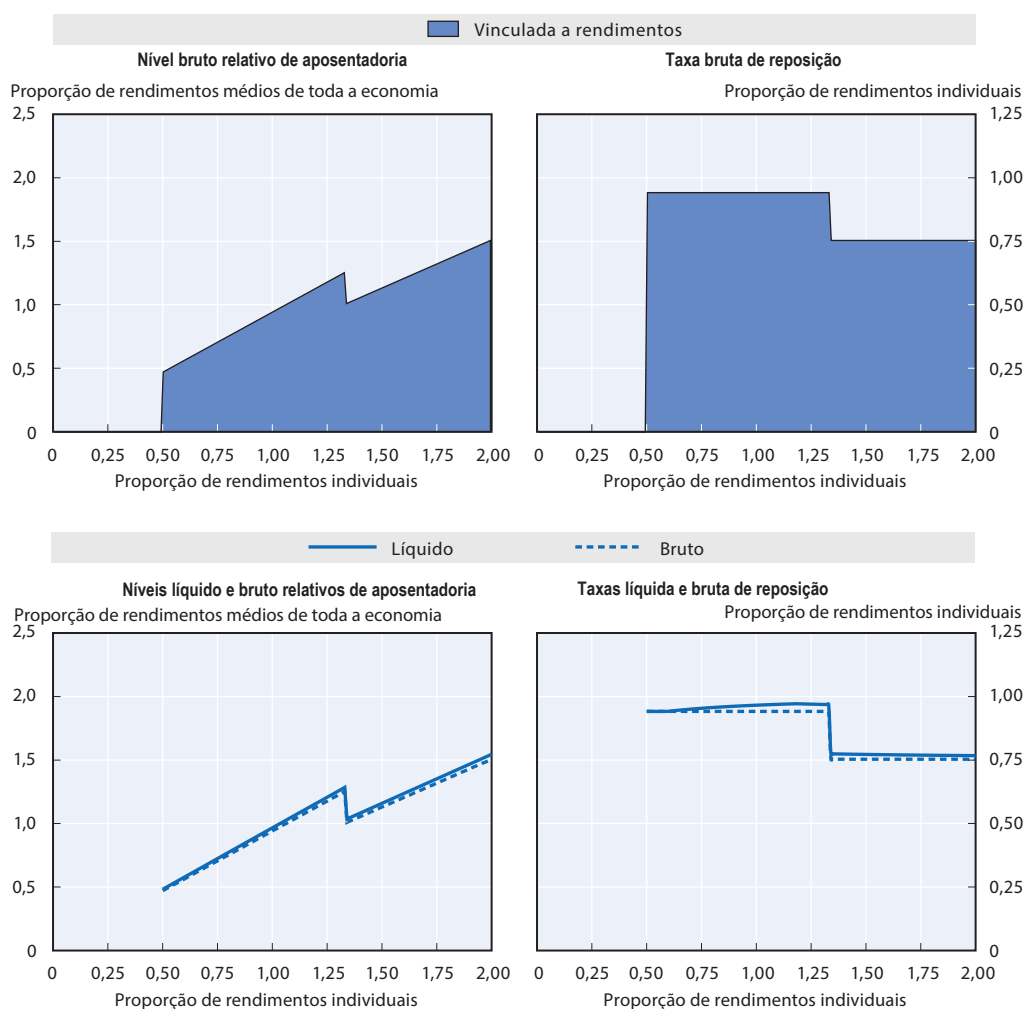 Vinculada a rendimentos
Nível bruto relativo de aposentadoria
Taxa bruta de reposição
Proporção de rendimentos médios de toda a economia
Proporção de rendimentos individuais
2,5
2,0
1,5
1,0
0,5
0
1,25
1,00
0,75
0,50
0,25
0
0 0,25 0,50 0,75 1,00 1,25 1,50 1,75 2,00
0 0,25 0,50 0,75 1,00 1,25 1,50 1,75 2,00
Proporção de rendimentos individuais
Proporção de rendimentos individuais
Líquido
Bruto
Níveis líquido e bruto relativos de aposentadoria
Taxas líquida e bruta de reposição
Proporção de rendimentos médios de toda a economia
Proporção de rendimentos individuais
2,5
2,0
1,5
1,0
0,5
0
1,25
1,00
0,75
0,50
0,25
0
0 0,25 0,50 0,75 1,00 1,25 1,50 1,75 2,00
0 0,50 0,75 0,50 1,00 1,25 1,50 1,75 2,00
Proporção de rendimentos individuais
Proporção de rendimentos individuais